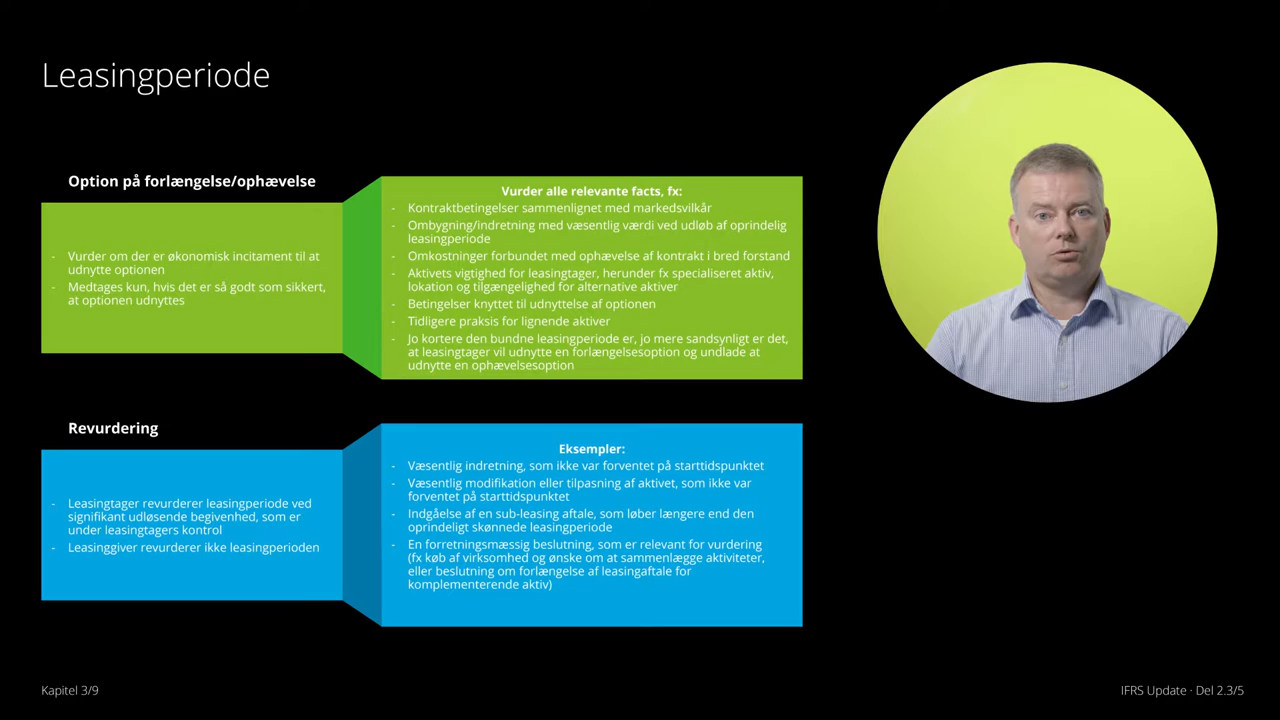 Leasingperiode
Option på forlængelse/ophævelse
- Vurder om der er økonomisk incitament til at
udnytte optionen
- Medtages kun, hvis det er så godt som sikkert,
at optionen udnyttes
Vurder alle relevante facts, fx:
- Kontraktbetingelser sammenlignet med markedsvilkår
- Ombygning/indretning med væsentlig værdi ved udløb af oprindelig
leasingperiode
- Omkostninger forbundet med ophævelse af kontrakt i bred forstand
- Aktivets vigtighed for leasingtager, herunder fx specialiseret aktiv,
lokation og tilgængelighed for alternative aktiver
- Betingelser knyttet til udnyttelse af optionen
- Tidligere praksis for lignende aktiver
- Jo kortere den bundne leasingperiode er, jo mere sandsynligt er det,
at leasingtager vil udnytte en forlængelsesoption og undlade at
udnytte en ophævelsesoption
Revurdering
- Leasingtager revurderer leasingperiode ved
signifikant udløsende begivenhed, som er
under leasingtagers kontrol
- Leasinggiver revurderer ikke leasingperioden
Eksempler:
- Væsentlig indretning, som ikke var forventet på starttidspunktet
- Væsentlig modifikation eller tilpasning af aktivet, som ikke var
forventet på starttidspunktet
- Indgåelse af en sub-leasing aftale, som løber længere end den
oprindeligt skønnede leasingperiode
- En forretningsmæssig beslutning, som er relevant for vurdering
(fx køb af virksomhed og ønske om at sammenlægge aktiviteter,
eller beslutning om forlængelse af leasingaftale for
komplementerende aktiv)
Kapitel 3/9
IFRS Update · Del 2.3/5